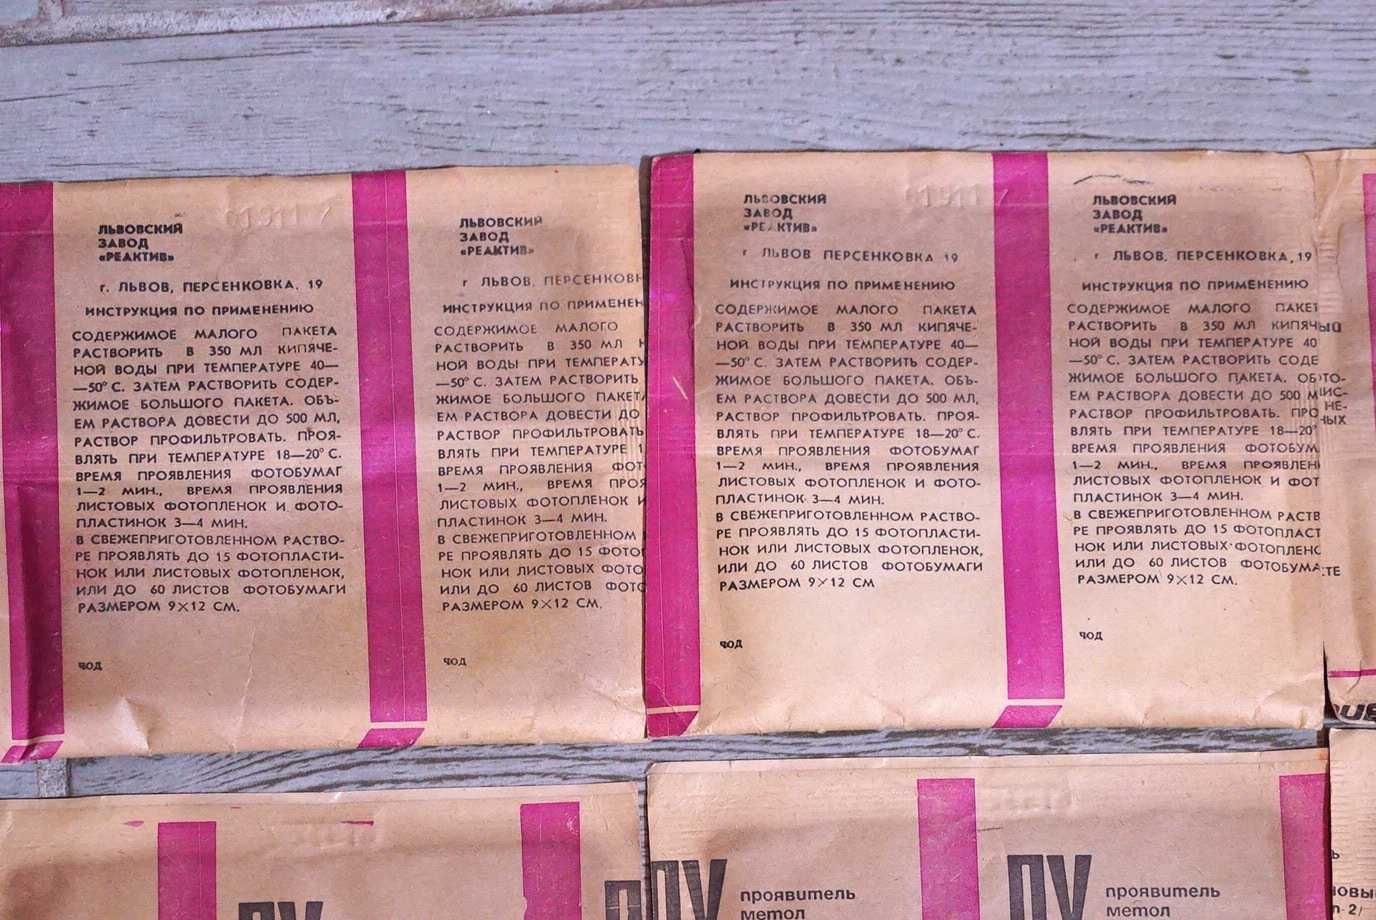 ЛЬВОВСКИЙ
ЗАВОД
«РЕАКТИВ»
г. ЛЬВОВ, ПЕРСЕНКОВКА, 19
ИНСТРУКЦИЯ ПО ПРИМЕНЕНИЮ
СОДЕРЖИМОЕ МАЛОГО ПАКЕТА
РАСТВОРИТЬ В 350 МЛ КИПЯЧЕ-
НОЙ ВОДЫ ПРИ ТЕМПЕРАТУРЕ 40—
—50° С. ЗАТЕМ РАСТВОРИТЬ СОДЕР-
ЖИМОЕ БОЛЬШОГО ПАКЕТА. ОБЪ-
ЕМ РАСТВОРА ДОВЕСТИ ДО 500 МЛ,
РАСТВОР ПРОФИЛЬТРОВАТЬ. ПРОЯ-
ВЛЯТЬ ПРИ ТЕМПЕРАТУРЕ 18—20° С.
ВРЕМЯ ПРОЯВЛЕНИЯ ФОТОБУМАГ
1—2 МИН., ВРЕМЯ ПРОЯВЛЕНИЯ
ЛИСТОВЫХ ФОТОПЛЕНОК И ФОТО-
ПЛАСТИНОК 3—4 МИН.
В СВЕЖЕПРИГОТОВЛЕННОМ РАСТВО-
РЕ ПРОЯВЛЯТЬ ДО 15 ФОТОПЛАСТИ-
НОК ИЛИ ЛИСТОВЫХ ФОТОПЛЕНОК,
ИЛИ ДО 60 ЛИСТОВ ФОТОБУМАГИ
РАЗМЕРОМ 9×12 СМ.
ЧОД
ЛЬВОВСКИЙ
ЗАВОД
«РЕАКТИВ»
г ЛЬВОВ, ПЕРСЕНКОВ
ИНСТРУКЦИЯ ПО ПРИМЕНЕН
СОДЕРЖИМОЕ МАЛОГО
РАСТВОРИТЬ В 350 МЛ
НОЙ ВОДЫ ПРИ ТЕМПЕРАТУ
—50° С. ЗАТЕМ РАСТВОРИТЬ
ЖИМОЕ БОЛЬШОГО ПАКЕТ
ЕМ РАСТВОРА ДОВЕСТИ ДО
РАСТВОР ПРОФИЛЬТРОВАТЬ
ВЛЯТЬ ПРИ ТЕМПЕРАТУРЕ 1
ВРЕМЯ ПРОЯВЛЕНИЯ ФОТ
1—2 МИН., ВРЕМЯ ПРОЯ
ЛИСТОВЫХ ФОТОПЛЕНОК И
ПЛАСТИНОК 3—4 МИН.
В СВЕЖЕПРИГОТОВЛЕННОМ
РЕ ПРОЯВЛЯТЬ ДО 15 ФОТО
НОК ИЛИ ЛИСТОВЫХ ФОТО
ИЛИ ДО 60 ЛИСТОВ ФОТО
РАЗМЕРОМ 9×12 СМ.
ЧОД
ЛЬВОВСКИЙ
ЗАВОД
«РЕАКТИВ»
г ЛЬВОВ ПЕРСЕНКОВКА 19
ИНСТРУКЦИЯ ПО ПРИМЕНЕНИЮ
СОДЕРЖИМОЕ МАЛОГО ПАКЕТА
РАСТВОРИТЬ В 350 МЛ КИПЯЧЕ-
НОЙ ВОДЫ ПРИ ТЕМПЕРАТУРЕ 40—
—50° С. ЗАТЕМ РАСТВОРИТЬ СОДЕР-
ЖИМОЕ БОЛЬШОГО ПАКЕТА. ОБЪ-
ЕМ РАСТВОРА ДОВЕСТИ ДО 500 МЛ,
РАСТВОР ПРОФИЛЬТРОВАТЬ. ПРОЯ-
ВЛЯТЬ ПРИ ТЕМПЕРАТУРЕ 18—20° С.
ВРЕМЯ ПРОЯВЛЕНИЯ ФОТОБУМАГ
1—2 МИН., ВРЕМЯ ПРОЯВЛЕНИЯ
ЛИСТОВЫХ ФОТОПЛЕНОК И ФОТО-
ПЛАСТИНОК 3—4 МИН.
В СВЕЖЕПРИГОТОВЛЕННОМ РАСТВО-
РЕ ПРОЯВЛЯТЬ ДО 15 ФОТОПЛАСТИ-
НОК ИЛИ ЛИСТОВЫХ ФОТОПЛЕНОК,
ИЛИ ДО 60 ЛИСТОВ ФОТОБУМАГИ
РАЗМЕРОМ 9×12 СМ
ЧОД
ЛЬВОВСКИЙ
ЗАВОД
«РЕАКТИВ»
г ЛЬВОВ, ПЕРСЕНКОВКА, 19
ИНСТРУКЦИЯ ПО ПРИМЕНЕНИЮ
СОДЕРЖИМОЕ МАЛОГО ПАКЕТ
РАСТВОРИТЬ В 350 МЛ КИПЯЧ
НОЙ ВОДЫ ПРИ ТЕМПЕРАТУРЕ 40
—50° С. ЗАТЕМ РАСТВОРИТЬ СОДЕ
ЖИМОЕ БОЛЬШОГО ПАКЕТА. ОБ
ЕМ РАСТВОРА ДОВЕСТИ ДО 500 М
РАСТВОР ПРОФИЛЬТРОВАТЬ. ПРО
ВЛЯТЬ ПРИ ТЕМПЕРАТУРЕ 18—20°
ВРЕМЯ ПРОЯВЛЕНИЯ ФОТОБУМ
1—2 МИН., ВРЕМЯ ПРОЯВЛЕН
ЛИСТОВЫХ ФОТОПЛЕНОК И ФОТ
ПЛАСТИНОК 3—4 МИН.
В СВЕЖЕПРИГОТОВЛЕННОМ РАСТВ
РЕ ПРОЯВЛЯТЬ ДО 15 ФОТОПЛАСТ
НОК ИЛИ ЛИСТОВЫХ ФОТОПЛЕНО
ИЛИ ДО 60 ЛИСТОВ ФОТОБУМА
РАЗМЕРОМ 9×12 СМ.
ЧОД
ПУ
ПУ
проявитель
метол
ПУ
проявитель
метол